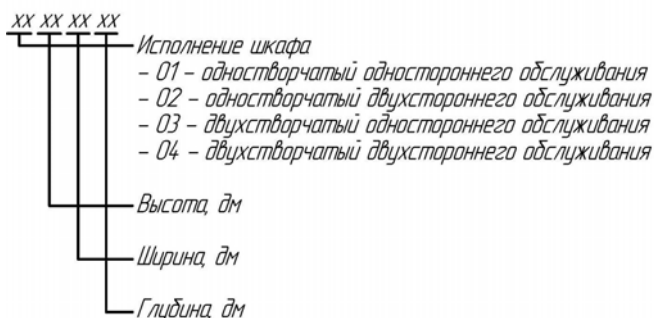 XX XX XX XX
Исполнение шкафа
- 01 - одностворчатый одностороннего обслуживания
- 02 - одностворчатый двухстороннего обслуживания
- 03 - двухстворчатый одностороннего обслуживания
- 04 - двухстворчатый двухстороннего обслуживания
Высота, дм
Ширина, дм
Глубина, дм